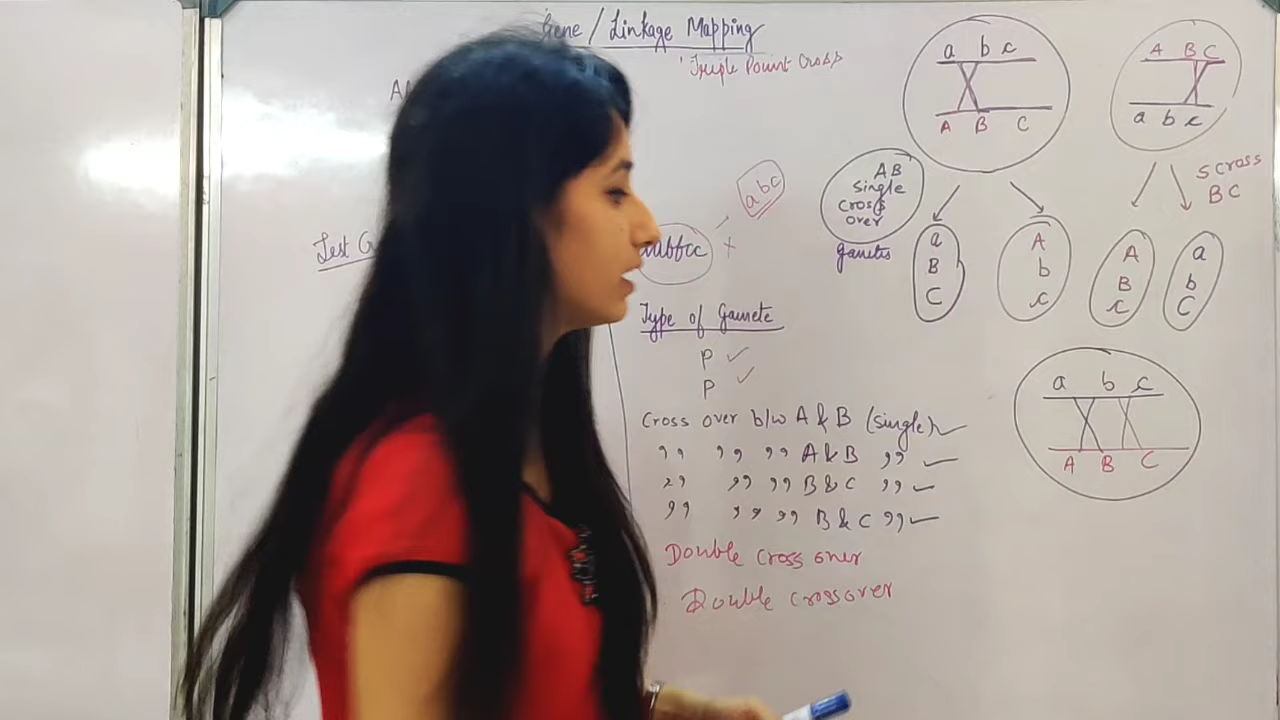 Gene / Linkage Mapping
'Triple Point Cross
a b c
A B C
A B C
a b c
AB
single
cross
over
gametes
s cross
BC
abc
aabbcc +
Test
a
B
C
A
b
c
A
B
c
a
b
C
Type of Gamete
P ✓
P ✓
Cross over b/w A & B (single) ✓
,, ,, ,, A & B ,, ✓
,, ,, ,, B & C ,, ✓
,, ,, ,, B & C ,, ✓
Double cross over
Double crossover
a b c
A B C